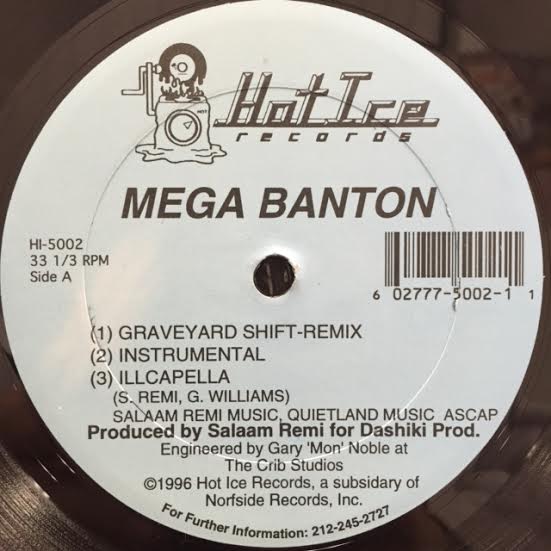 HOT
Hot Ice
records
MEGA BANTON
HI-5002
33 1/3 RPM
Side A
6 02777-5002-1 1
(1) GRAVEYARD SHIFT-REMIX
(2) INSTRUMENTAL
(3) ILLCAPELLA
(S. REMI, G. WILLIAMS)
SALAAM REMI MUSIC, QUIETLAND MUSIC ASCAP
Produced by Salaam Remi for Dashiki Prod.
Engineered by Gary 'Mon' Noble at
The Crib Studios
©1996 Hot Ice Records, a subsidary of
Norfside Records, Inc.
For Further Information: 212-245-2727